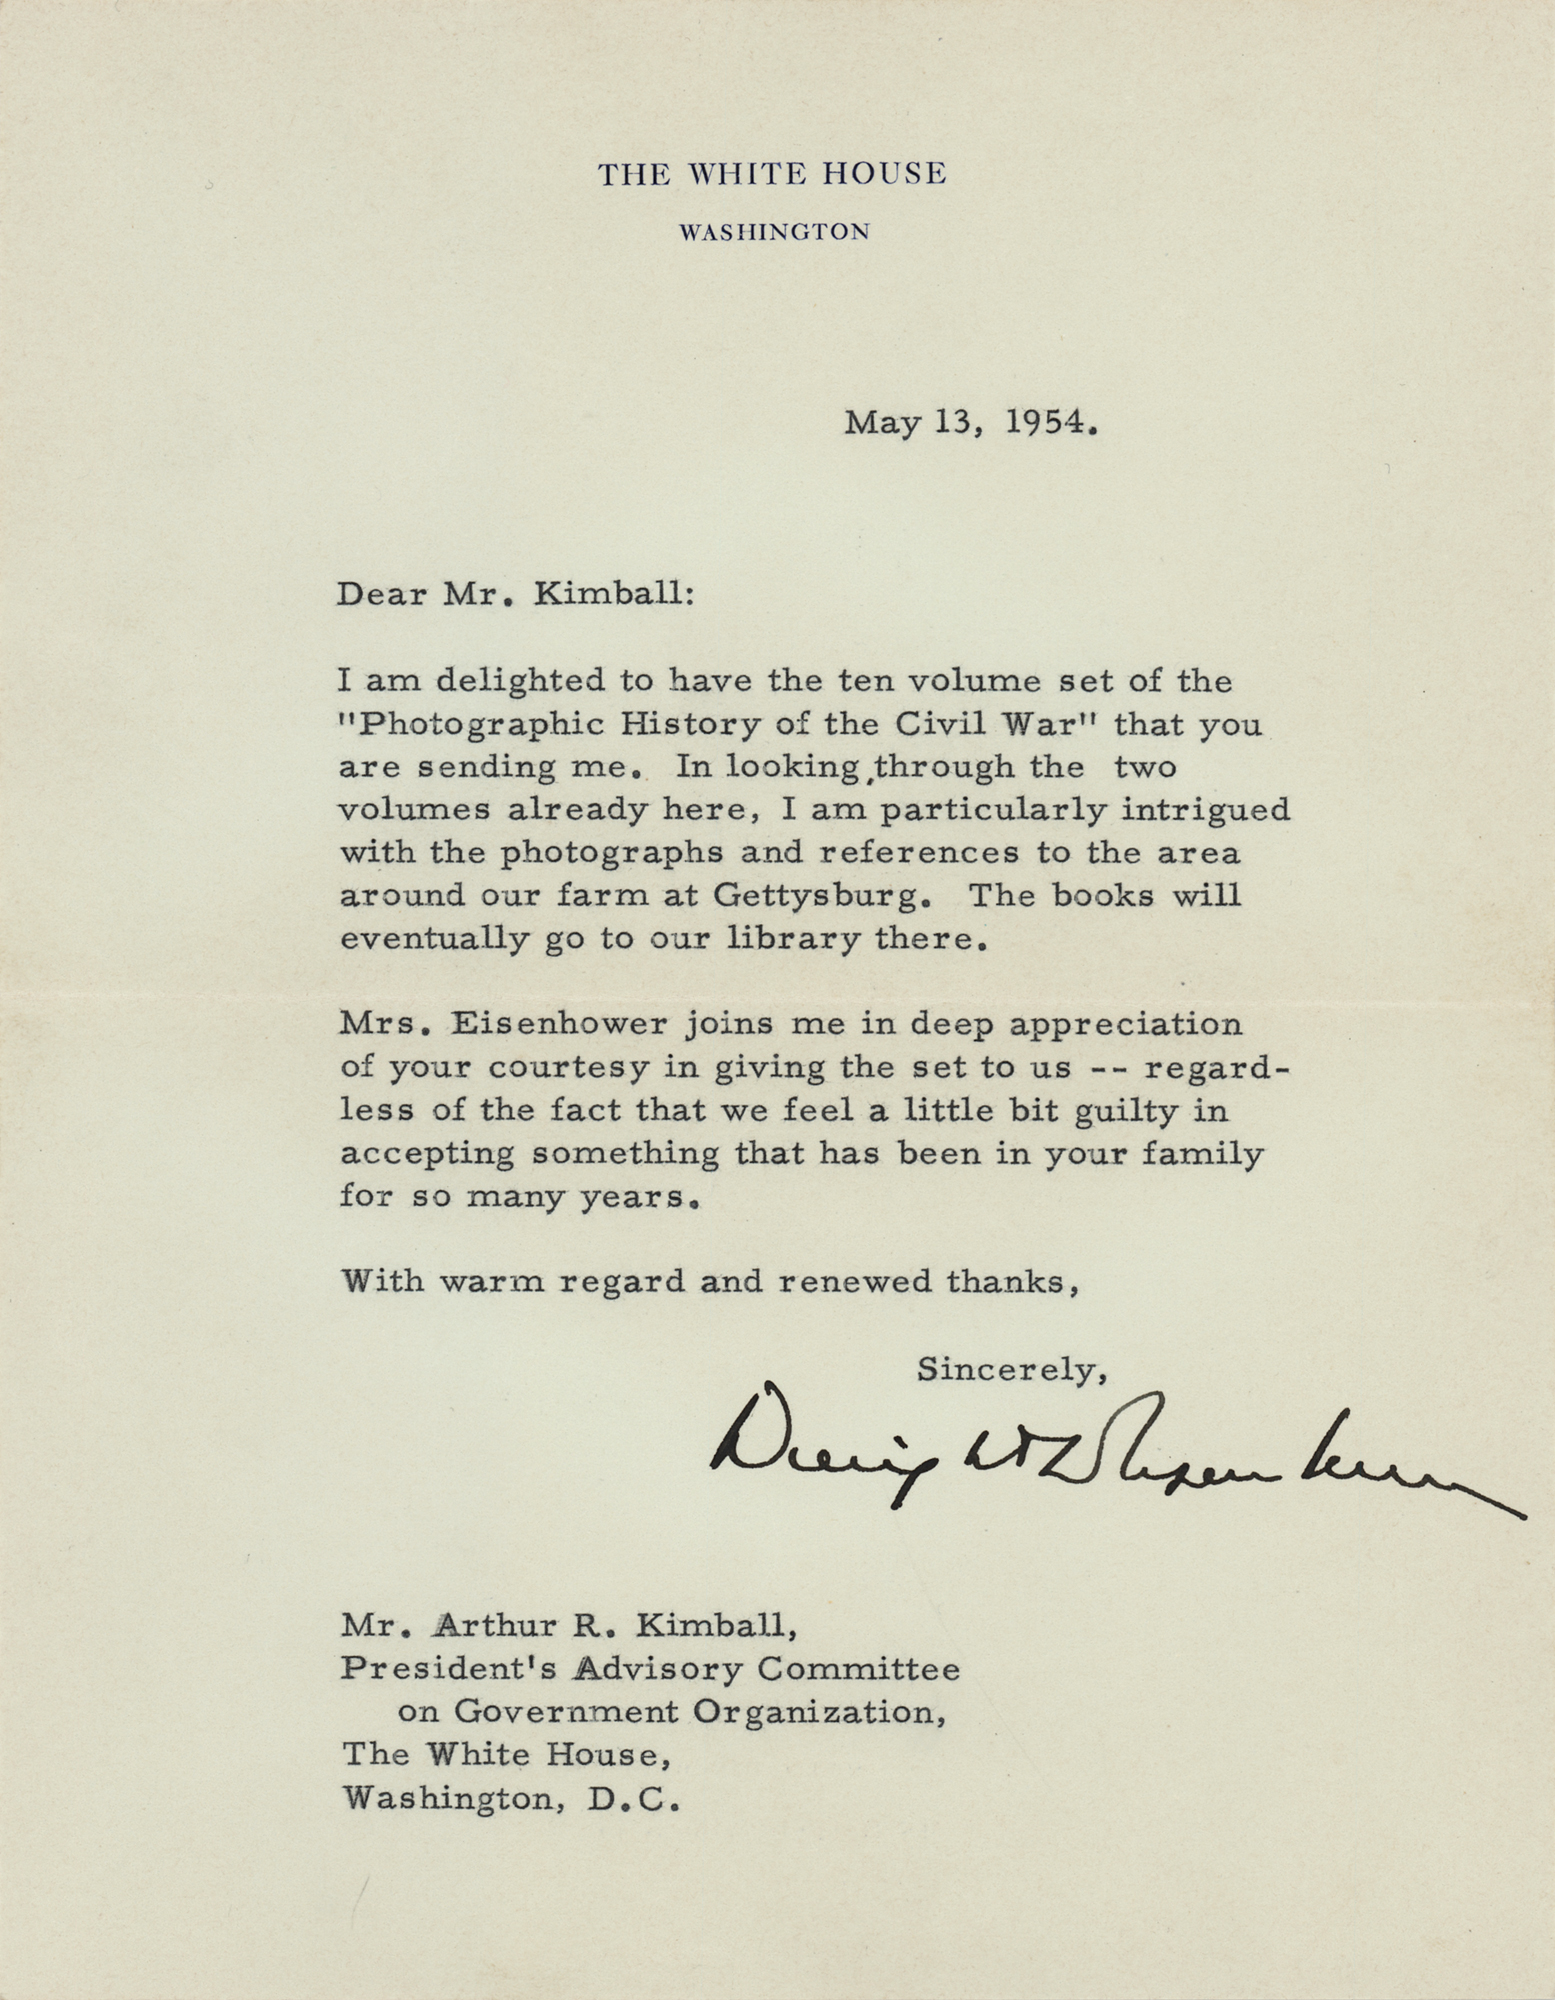 THE WHITE HOUSE
WASHINGTON
May 13, 1954.
Dear Mr. Kimball:
I am delighted to have the ten volume set of the
"Photographic History of the Civil War" that you
are sending me. In looking through the two
volumes already here, I am particularly intrigued
with the photographs and references to the area
around our farm at Gettysburg. The books will
eventually go to our library there.
Mrs. Eisenhower joins me in deep appreciation
of your courtesy in giving the set to us -- regard-
less of the fact that we feel a little bit guilty in
accepting something that has been in your family
for so many years.
With warm regard and renewed thanks,
Sincerely,
Dwight D Eisenhower
Mr. Arthur R. Kimball,
President's Advisory Committee
on Government Organization,
The White House,
Washington, D.C.